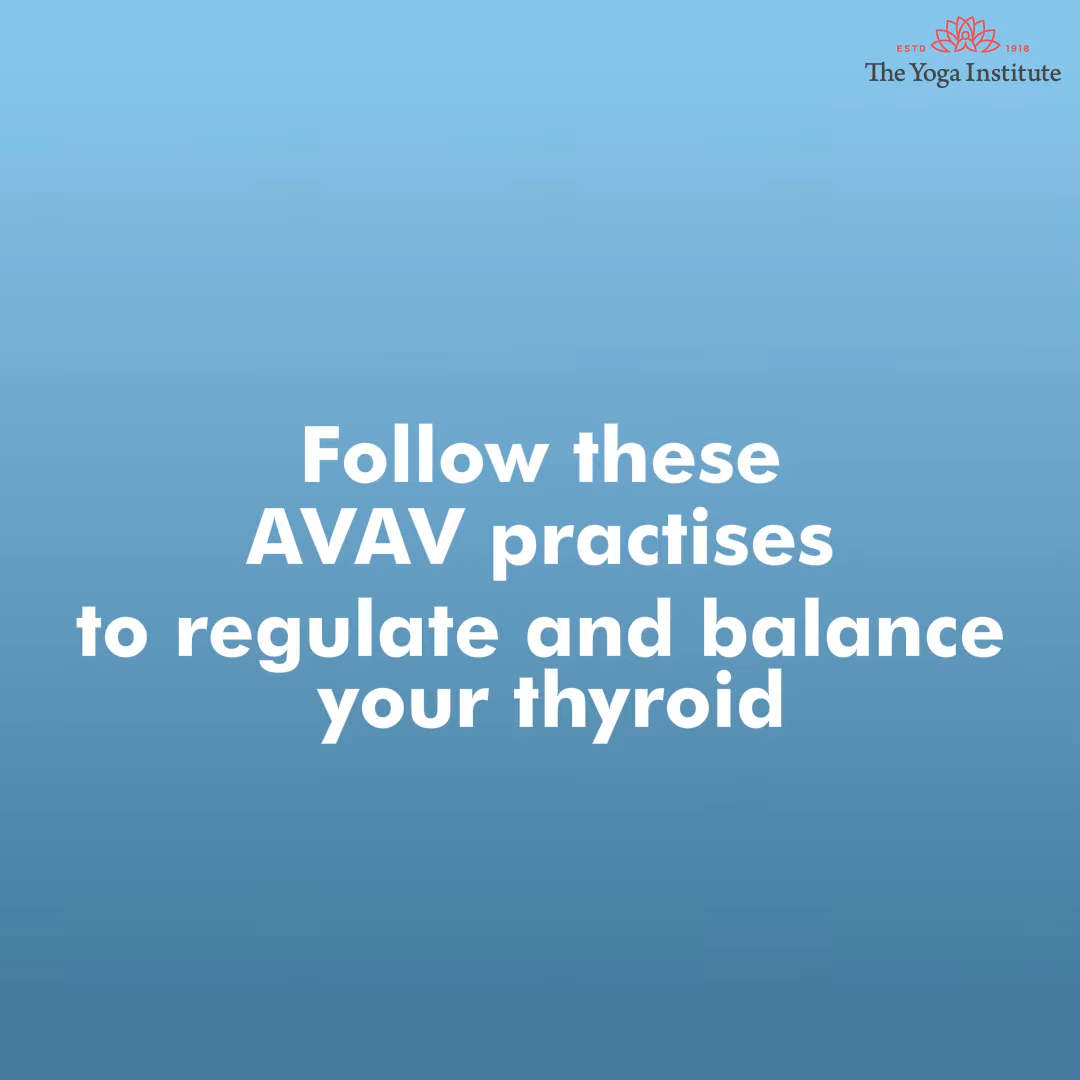 ESTD 1918
The Yoga Institute
Follow these
AVAV practises
to regulate and balance
your thyroid